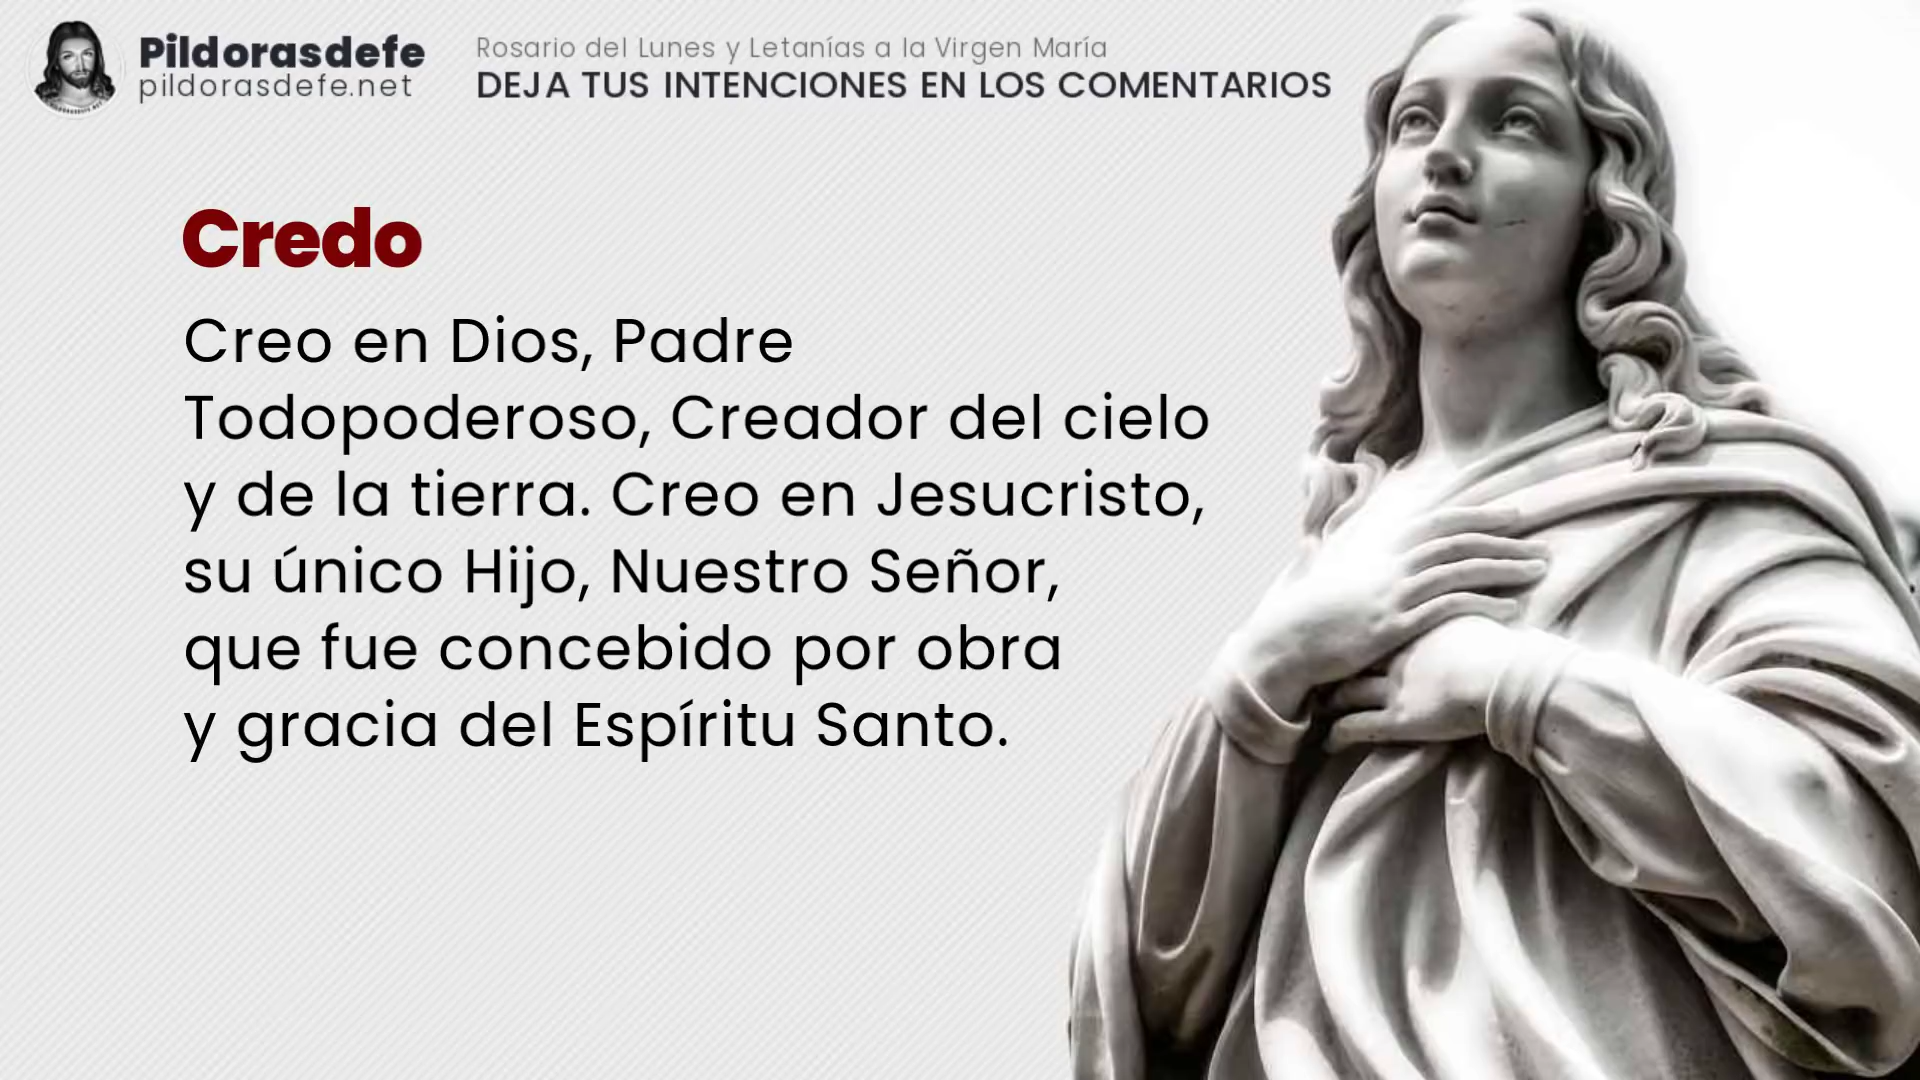 Pildorasdefe
pildorasdefe.net
Rosario del Lunes y Letanías a la Virgen María
DEJA TUS INTENCIONES EN LOS COMENTARIOS
Credo
Creo en Dios, Padre
Todopoderoso, Creador del cielo
y de la tierra. Creo en Jesucristo,
su único Hijo, Nuestro Señor,
que fue concebido por obra
y gracia del Espíritu Santo.